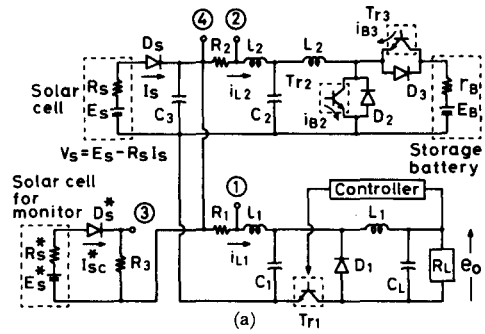 ④ ② Tr3
Ds R2 L2 L2 iB3
Solar cell Is iL2 Tr2 D3
Rs Es C3 C2 iB2 D2 rB EB
Vs=Es-RsIs Storage battery
Solar cell for monitor Ds* ③ ① Controller
R1 L1 L1
Rs* Es* Isc* R3 iL1 C1 D1 CL RL eo
Tr1
(a)